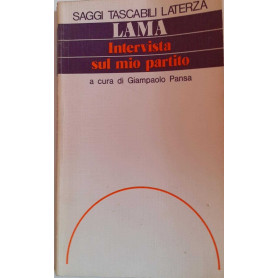 SAGGI TASCABILI LATERZA
LAMA
Intervista
sul mio partito
a cura di Giampaolo Pansa